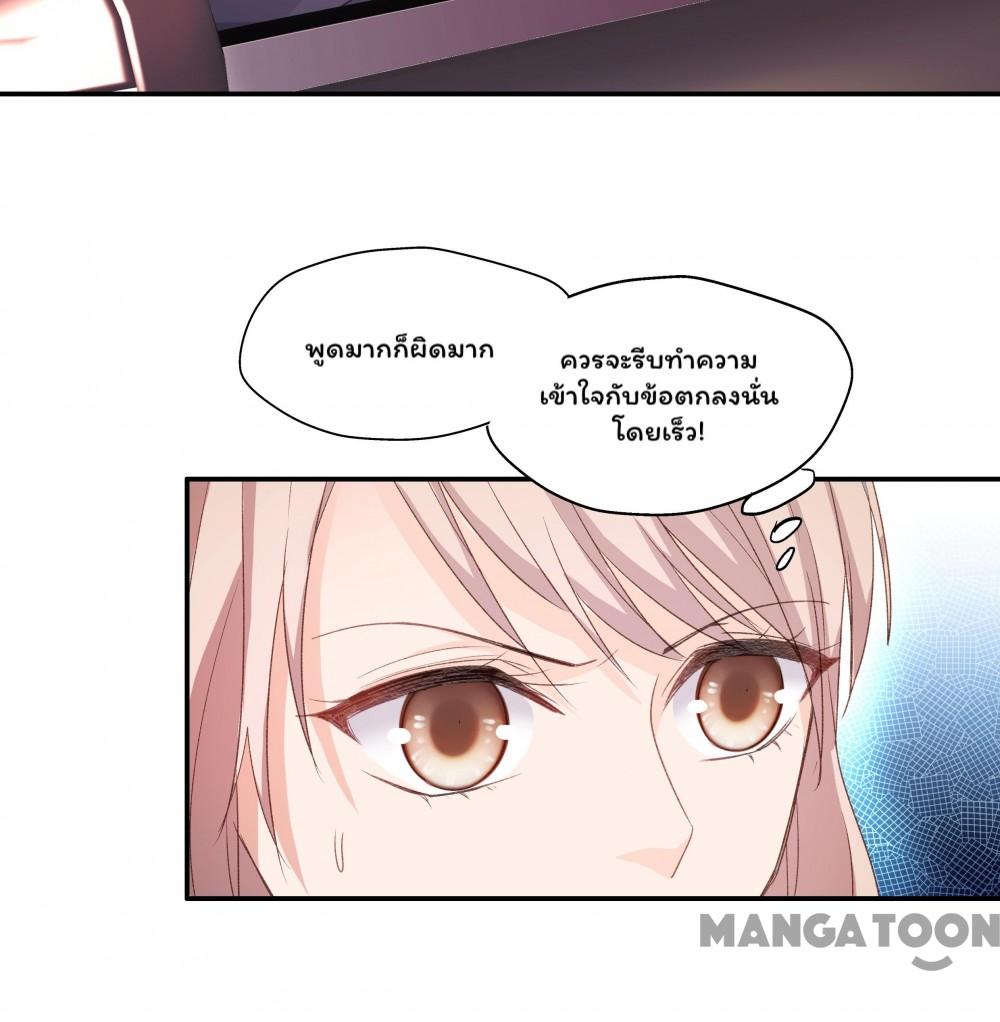 พูดมากก็ผิดมาก
ควรจะรีบทำความ
เข้าใจกับข้อตกลงนั่น
โดยเร็ว!
MANGATOON